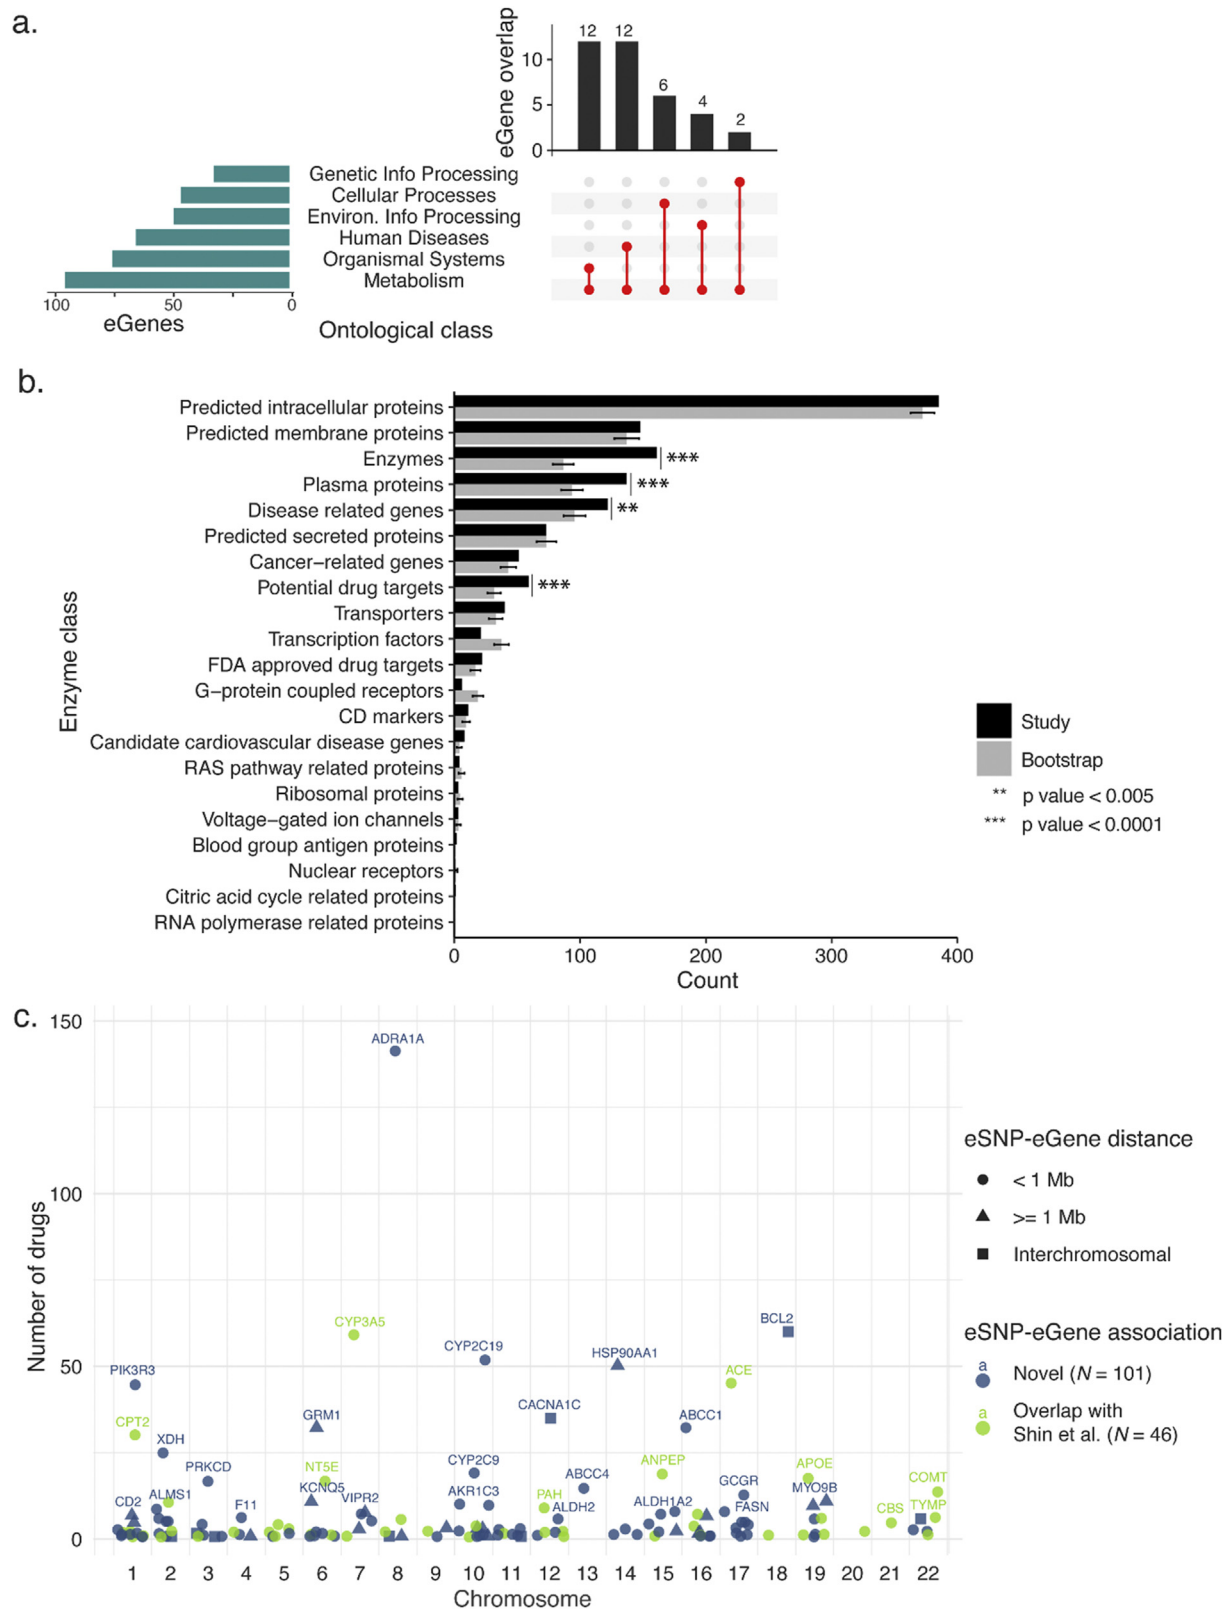 a.
eGene overlap
12 12 6 4 2
10
5
0
Genetic Info Processing
Cellular Processes
Environ. Info Processing
Human Diseases
Organismal Systems
Metabolism
100 50 0
eGenes
Ontological class
b.
Enzyme class
Predicted intracellular proteins
Predicted membrane proteins
Enzymes ***
Plasma proteins ***
Disease related genes **
Predicted secreted proteins
Cancer–related genes
Potential drug targets ***
Transporters
Transcription factors
FDA approved drug targets
G–protein coupled receptors
CD markers
Candidate cardiovascular disease genes
RAS pathway related proteins
Ribosomal proteins
Voltage–gated ion channels
Blood group antigen proteins
Nuclear receptors
Citric acid cycle related proteins
RNA polymerase related proteins
0 100 200 300 400
Count
Study
Bootstrap
** p value < 0.005
*** p value < 0.0001
c.
Number of drugs
150
100
50
0
ADRA1A
CYP3A5
BCL2
CYP2C19
HSP90AA1
PIK3R3
ACE
CACNA1C
GRM1
ABCC1
CPT2
XDH
PRKCD
NT5E
CYP2C9
ANPEP
APOE
ABCC4
GCGR
COMT
KCNQ5
MYO9B
ALMS1
AKR1C3
PAH
CD2
F11
VIPR2
ALDH2
ALDH1A2
FASN
CBS
TYMP
1 2 3 4 5 6 7 8 9 10 11 12 13 14 15 16 17 18 19 20 21 22
Chromosome
eSNP-eGene distance
< 1 Mb
>= 1 Mb
Interchromosomal
eSNP-eGene association
a
Novel (N = 101)
a
Overlap with
Shin et al. (N = 46)